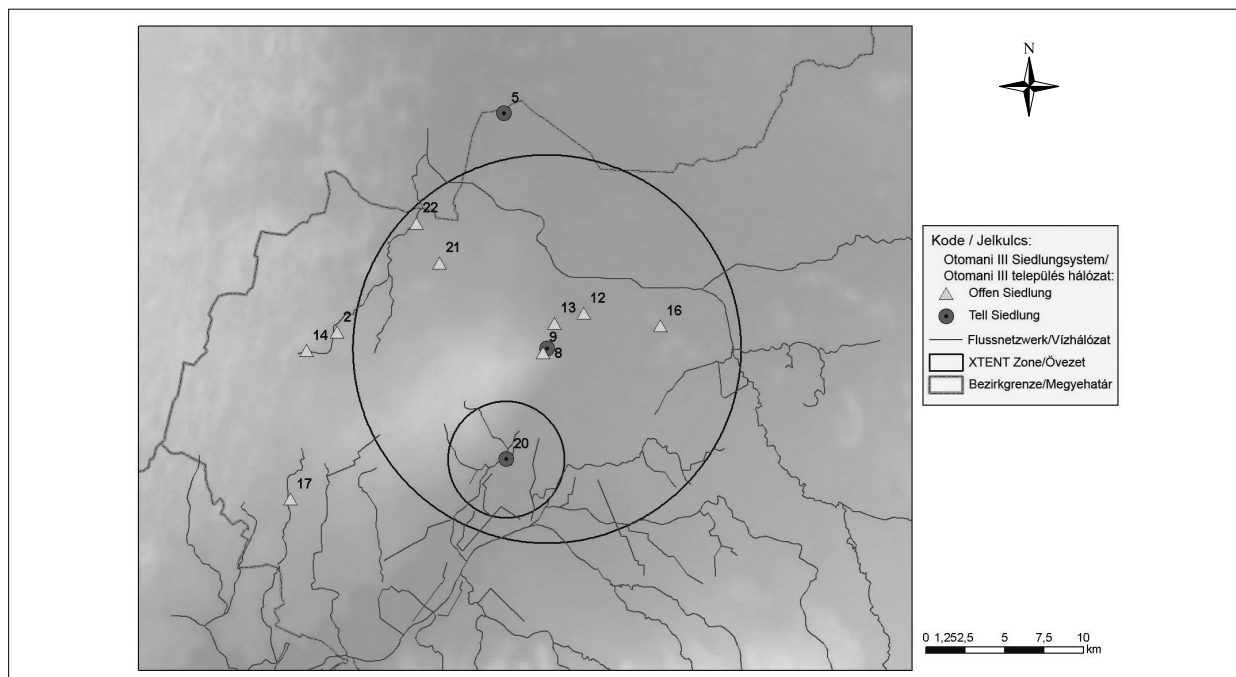 N
5
22
21
13
12
16
2
14
9
8
20
17
Kode / Jelkulcs:
Otomani III Siedlungsystem/
Otomani III település hálózat:
Offen Siedlung
Tell Siedlung
Flussnetzwerk/Vízhálózat
XTENT Zone/Övezet
Bezirkgrenze/Megyehatár
0 1,252,5 5 7,5 10
km